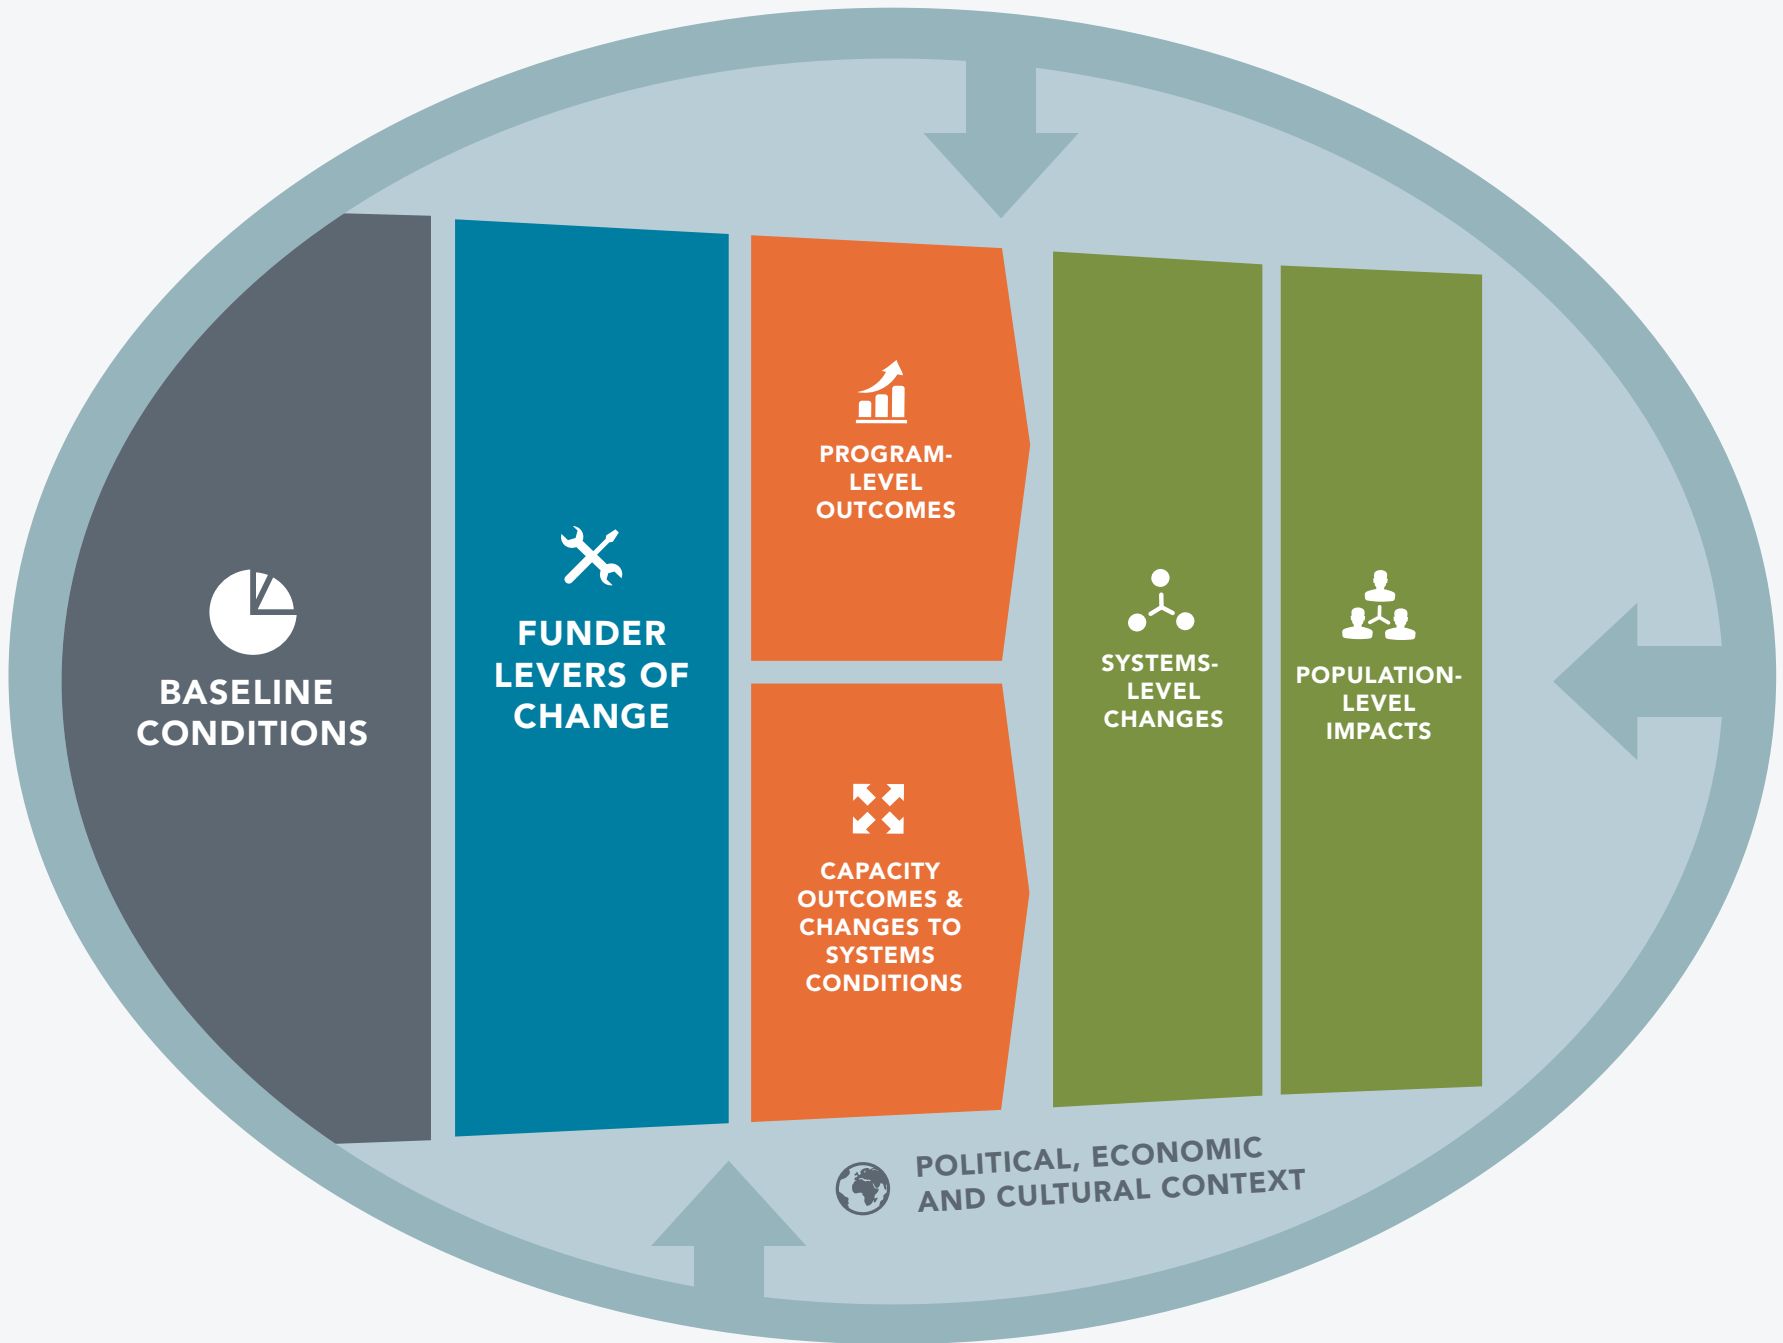 BASELINE
CONDITIONS
FUNDER
LEVERS OF
CHANGE
PROGRAM-
LEVEL
OUTCOMES
CAPACITY
OUTCOMES &
CHANGES TO
SYSTEMS
CONDITIONS
SYSTEMS-
LEVEL
CHANGES
POPULATION-
LEVEL
IMPACTS
POLITICAL, ECONOMIC
AND CULTURAL CONTEXT